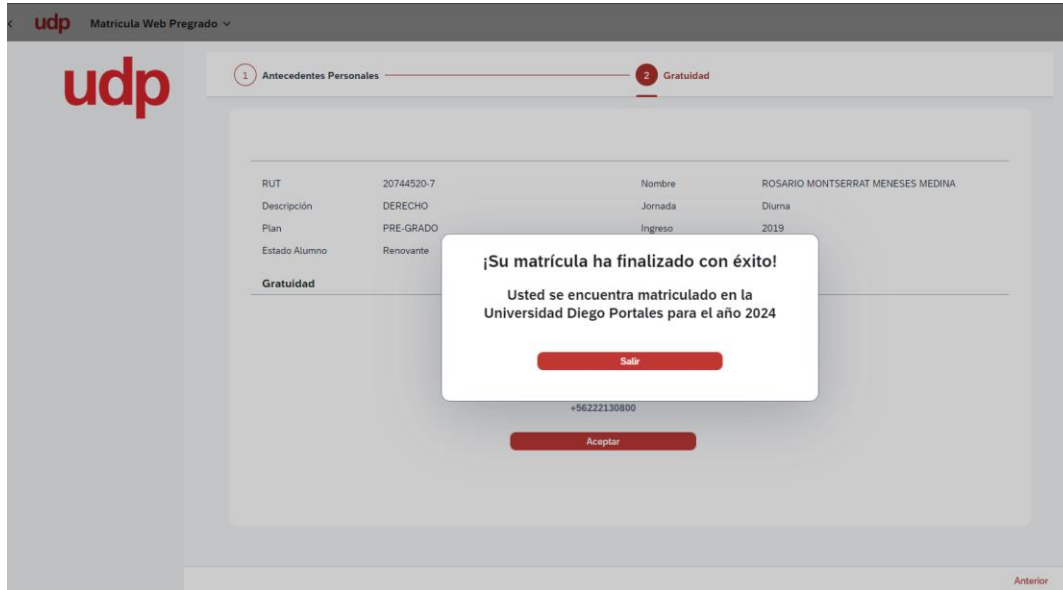 udp Matrícula Web Pregrado
udp
1 Antecedentes Personales 2 Gratuidad
RUT 20744520-7 Nombre ROSARIO MONTSERRAT MENESES MEDINA
Descripción DERECHO Jornada Diurna
Plan PRE-GRADO Ingreso 2019
Estado Alumno Renovante
Gratuidad
¡Su matrícula ha finalizado con éxito!
Usted se encuentra matriculado en la
Universidad Diego Portales para el año 2024
Salir
+56222130800
Aceptar
Anterior